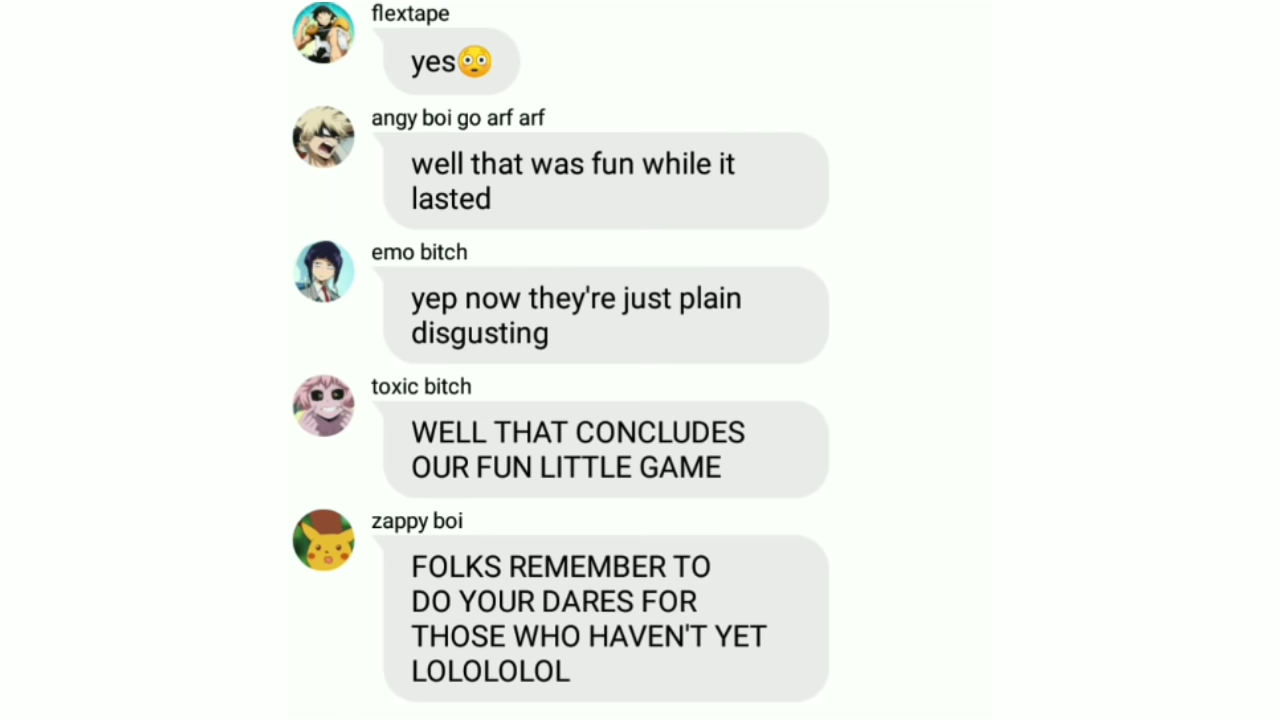 flextape
yes😳
angy boi go arf arf
well that was fun while it
lasted
emo bitch
yep now they're just plain
disgusting
toxic bitch
WELL THAT CONCLUDES
OUR FUN LITTLE GAME
zappy boi
FOLKS REMEMBER TO
DO YOUR DARES FOR
THOSE WHO HAVEN'T YET
LOLOLOLOL